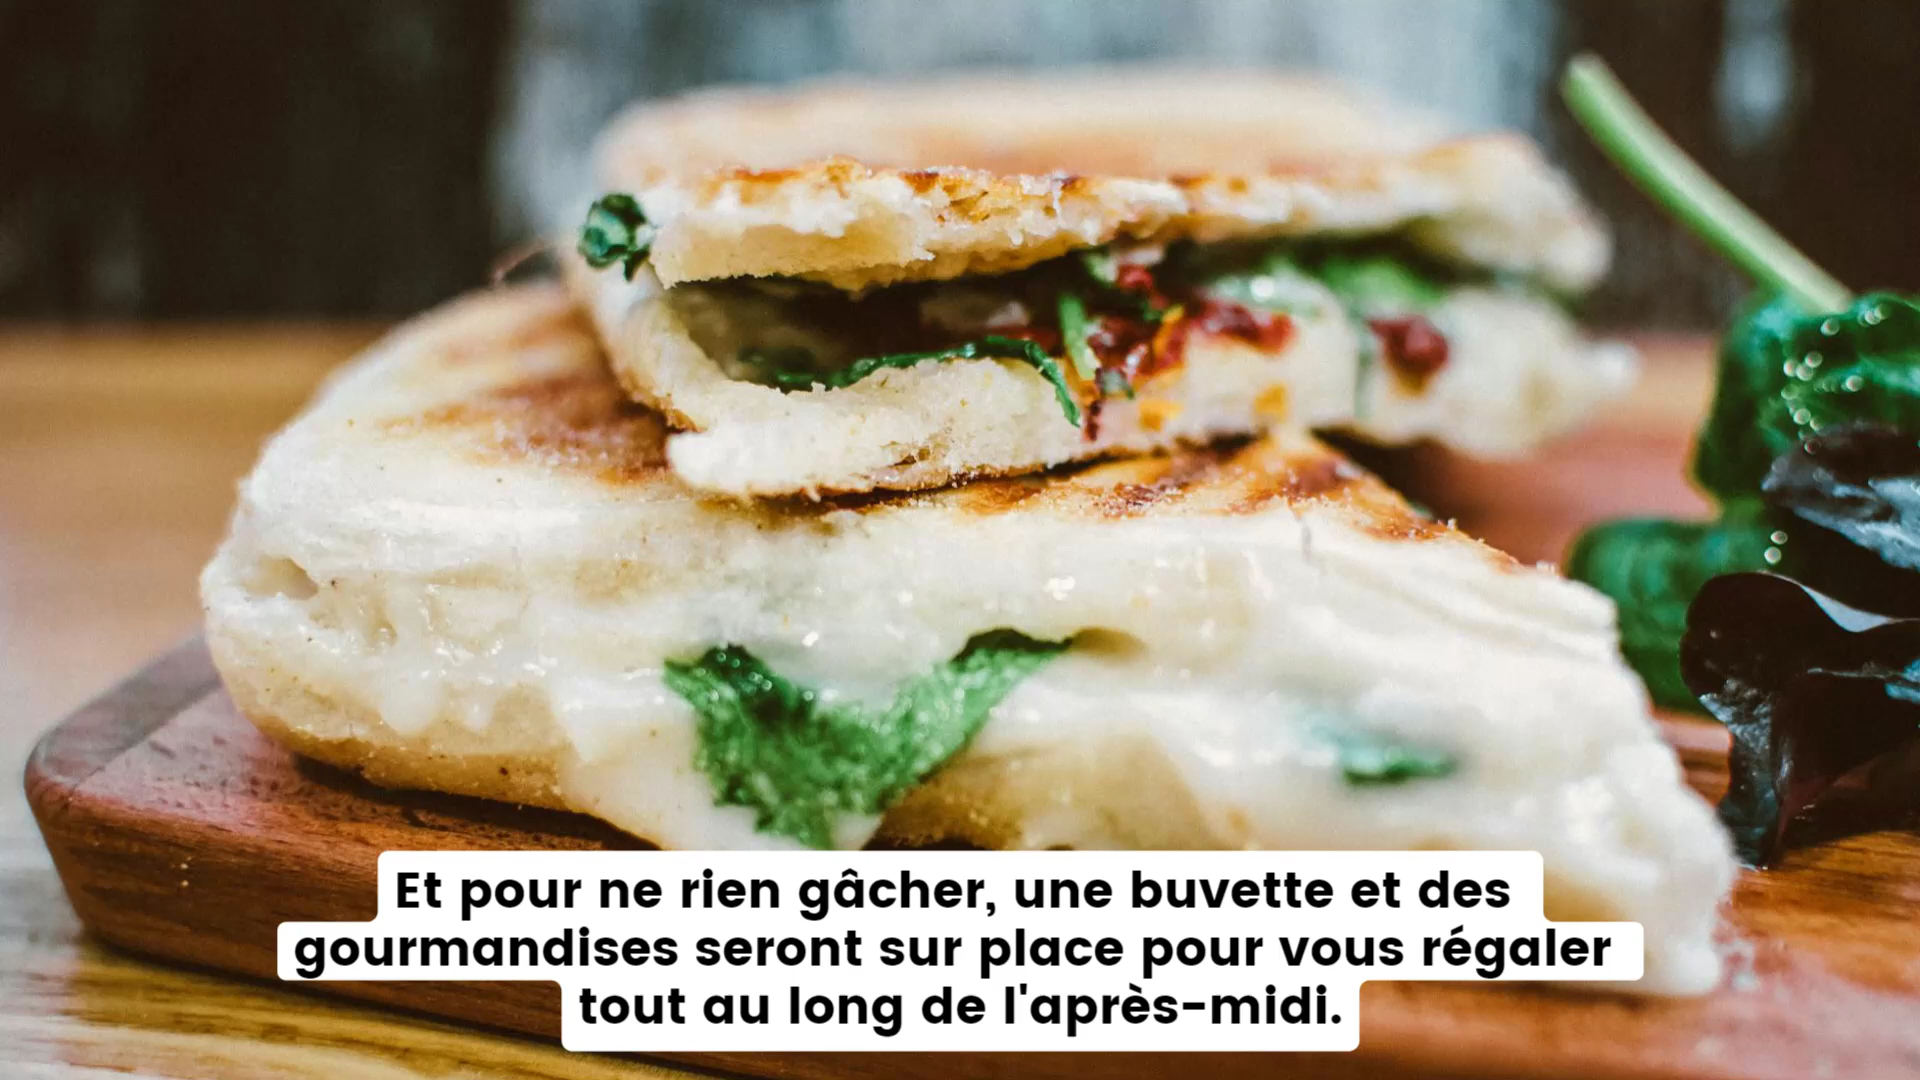 Et pour ne rien gâcher, une buvette et des
gourmandises seront sur place pour vous régaler
tout au long de l'après-midi.